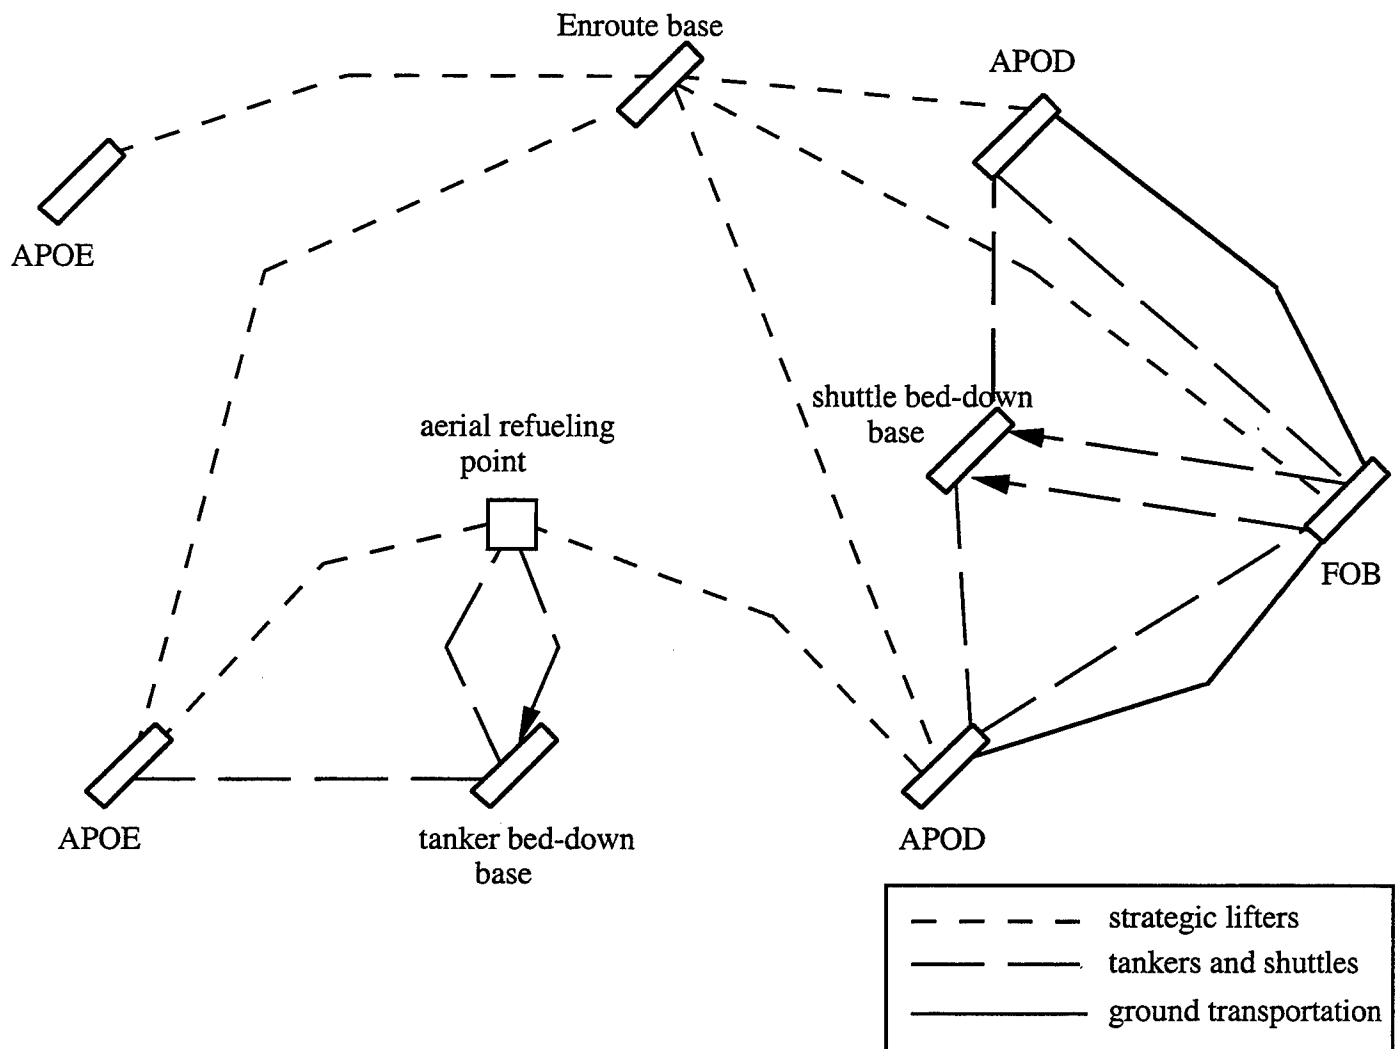 Enroute base
APOD
APOE
shuttle bed-down
base
aerial refueling
point
FOB
APOE
tanker bed-down
base
APOD
strategic lifters
tankers and shuttles
ground transportation